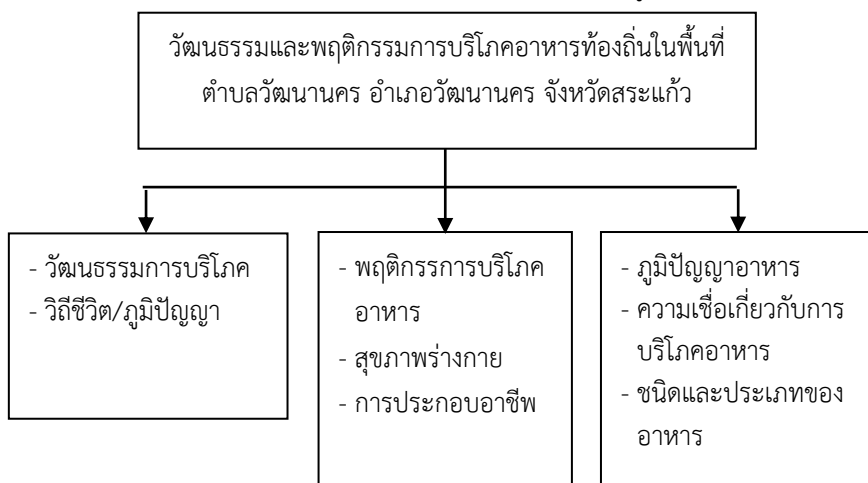 วัฒนธรรมและพฤติกรรมการบริโภคอาหารท้องถิ่นในพื้นที่
ตำบลวัฒนานคร อำเภอวัฒนานคร จังหวัดสระแก้ว
- วัฒนธรรมการบริโภค
- วิถีชีวิต/ภูมิปัญญา
- พฤติกรรการบริโภค
อาหาร
- สุขภาพร่างกาย
- การประกอบอาชีพ
- ภูมิปัญญาอาหาร
- ความเชื่อเกี่ยวกับการ
บริโภคอาหาร
- ชนิดและประเภทของ
อาหาร